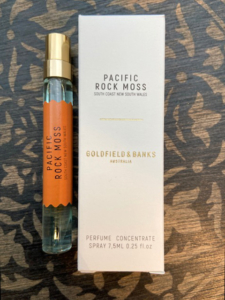 PACIFIC
ROCK MOSS
PACIFIC
ROCK MOSS
SOUTH COAST NEW SOUTH WALES
GOLDFIELD & BANKS
AUSTRALIA
PERFUME CONCENTRATE
SPRAY 7,5ML 0.25 fl.oz